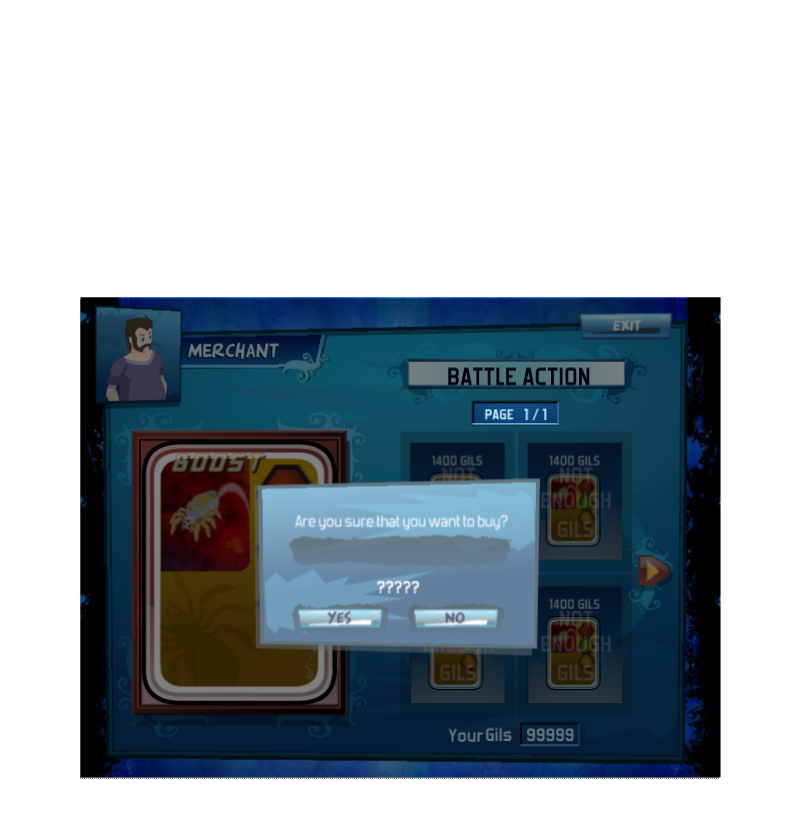 EXIT
MERCHANT
BATTLE ACTION
PAGE 1/1
BOOST
1400 GILS
NOT
1400 GILS
NOT
ENOUGH
GILS
Are you sure that you want to buy?
?????
YES
NO
GILS
1400 GILS
NOT
ENOUGH
GILS
Your Gils 99999